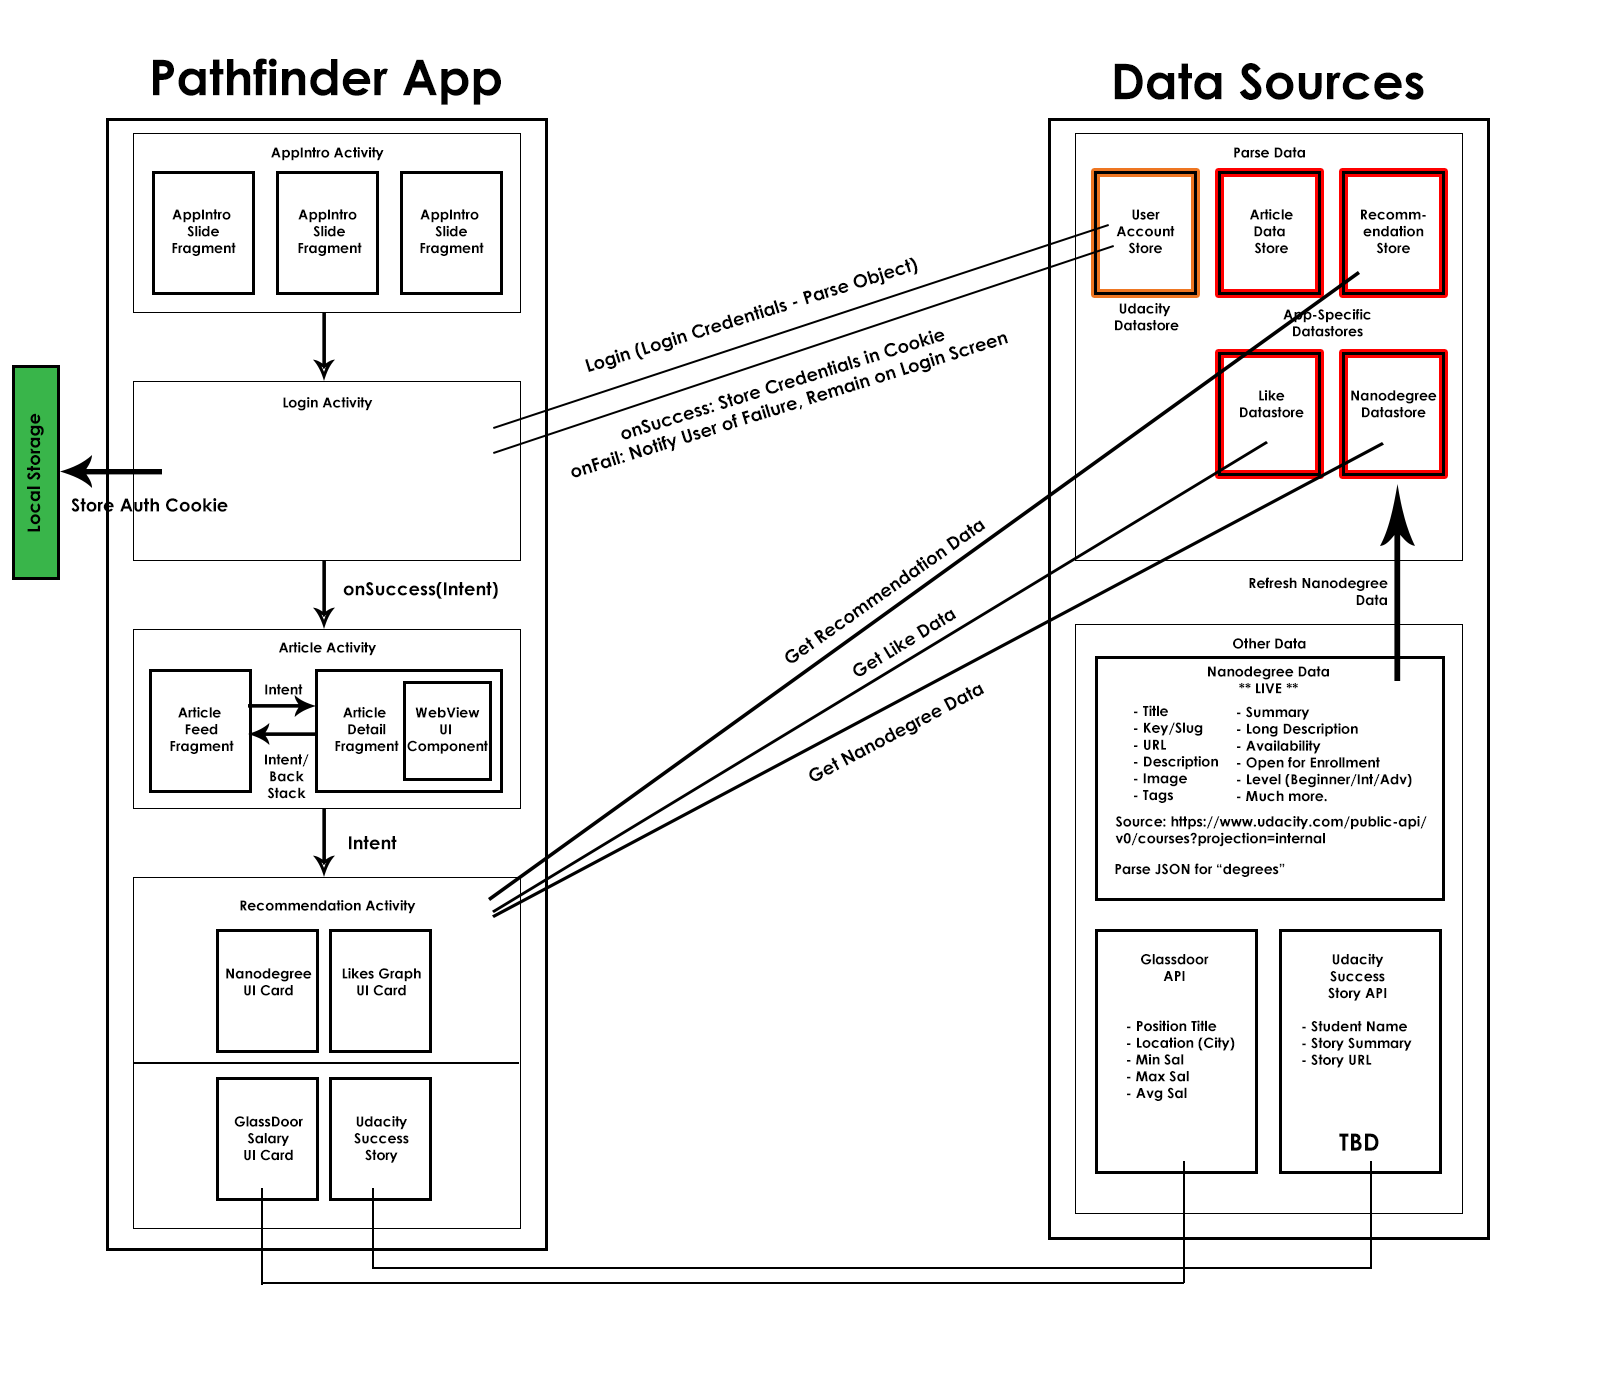 Pathfinder App
AppIntro Activity
AppIntro
Slide
Fragment
AppIntro
Slide
Fragment
AppIntro
Slide
Fragment
Login Activity
Local Storage
Store Auth Cookie
onSuccess(Intent)
Article Activity
Article
Feed
Fragment
Intent
Intent/
Back
Stack
Article
Detail
Fragment
WebView
UI
Component
Intent
Recommendation Activity
Nanodegree
UI Card
Likes Graph
UI Card
GlassDoor
Salary
UI Card
Udacity
Success
Story
Login (Login Credentials - Parse Object)
onSuccess: Store Credentials in Cookie
onFail: Notify User of Failure, Remain on Login Screen
Get Recommendation Data
Get Like Data
Get Nanodegree Data
Data Sources
Parse Data
User
Account
Store
Article
Data
Store
Recomm-
endation
Store
Udacity
Datastore
App-Specific
Datastores
Like
Datastore
Nanodegree
Datastore
Refresh Nanodegree
Data
Other Data
Nanodegree Data
** LIVE **
- Title
- Key/Slug
- URL
- Description
- Image
- Tags
- Summary
- Long Description
- Availability
- Open for Enrollment
- Level (Beginner/Int/Adv)
- Much more.
Source: https://www.udacity.com/public-api/
v0/courses?projection=internal
Parse JSON for “degrees”
Glassdoor
API
- Position Title
- Location (City)
- Min Sal
- Max Sal
- Avg Sal
Udacity
Success
Story API
- Student Name
- Story Summary
- Story URL
TBD